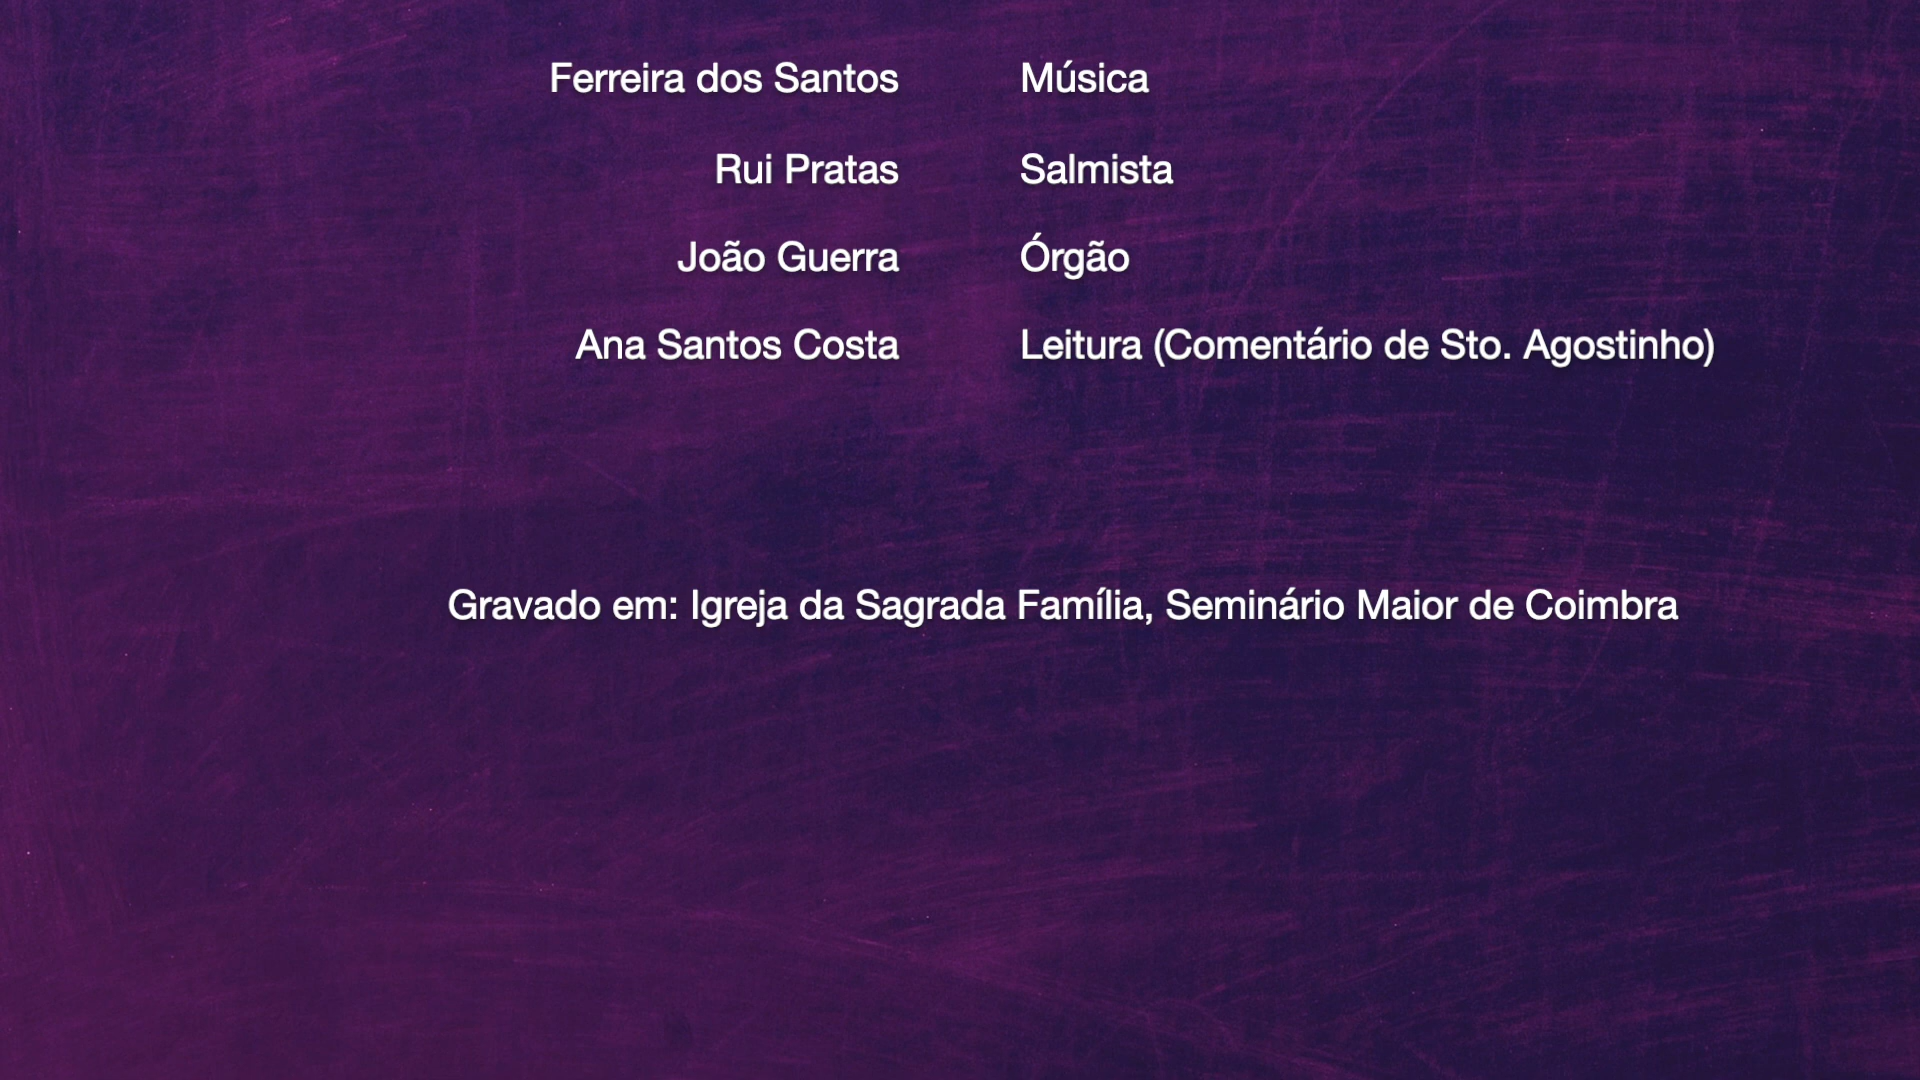 Ferreira dos Santos Música
Rui Pratas Salmista
João Guerra Órgão
Ana Santos Costa Leitura (Comentário de Sto. Agostinho)
Gravado em: Igreja da Sagrada Família, Seminário Maior de Coimbra